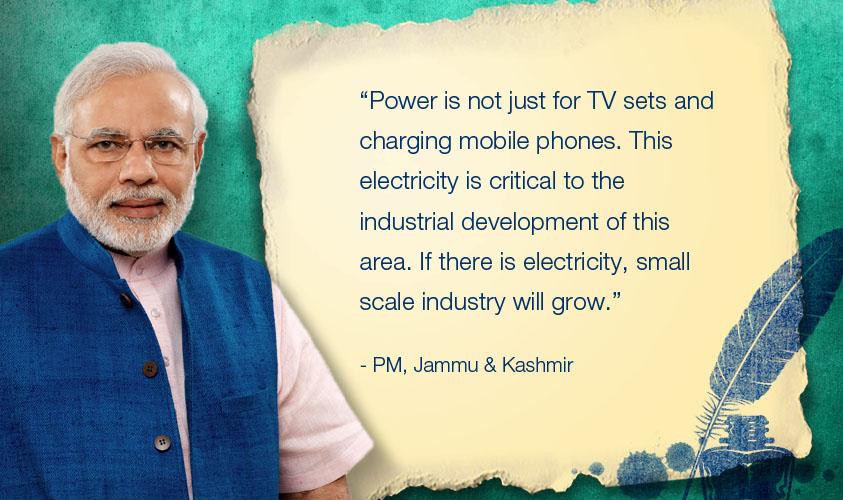 “Power is not just for TV sets and
charging mobile phones. This
electricity is critical to the
industrial development of this
area. If there is electricity, small
scale industry will grow.”
- PM, Jammu & Kashmir